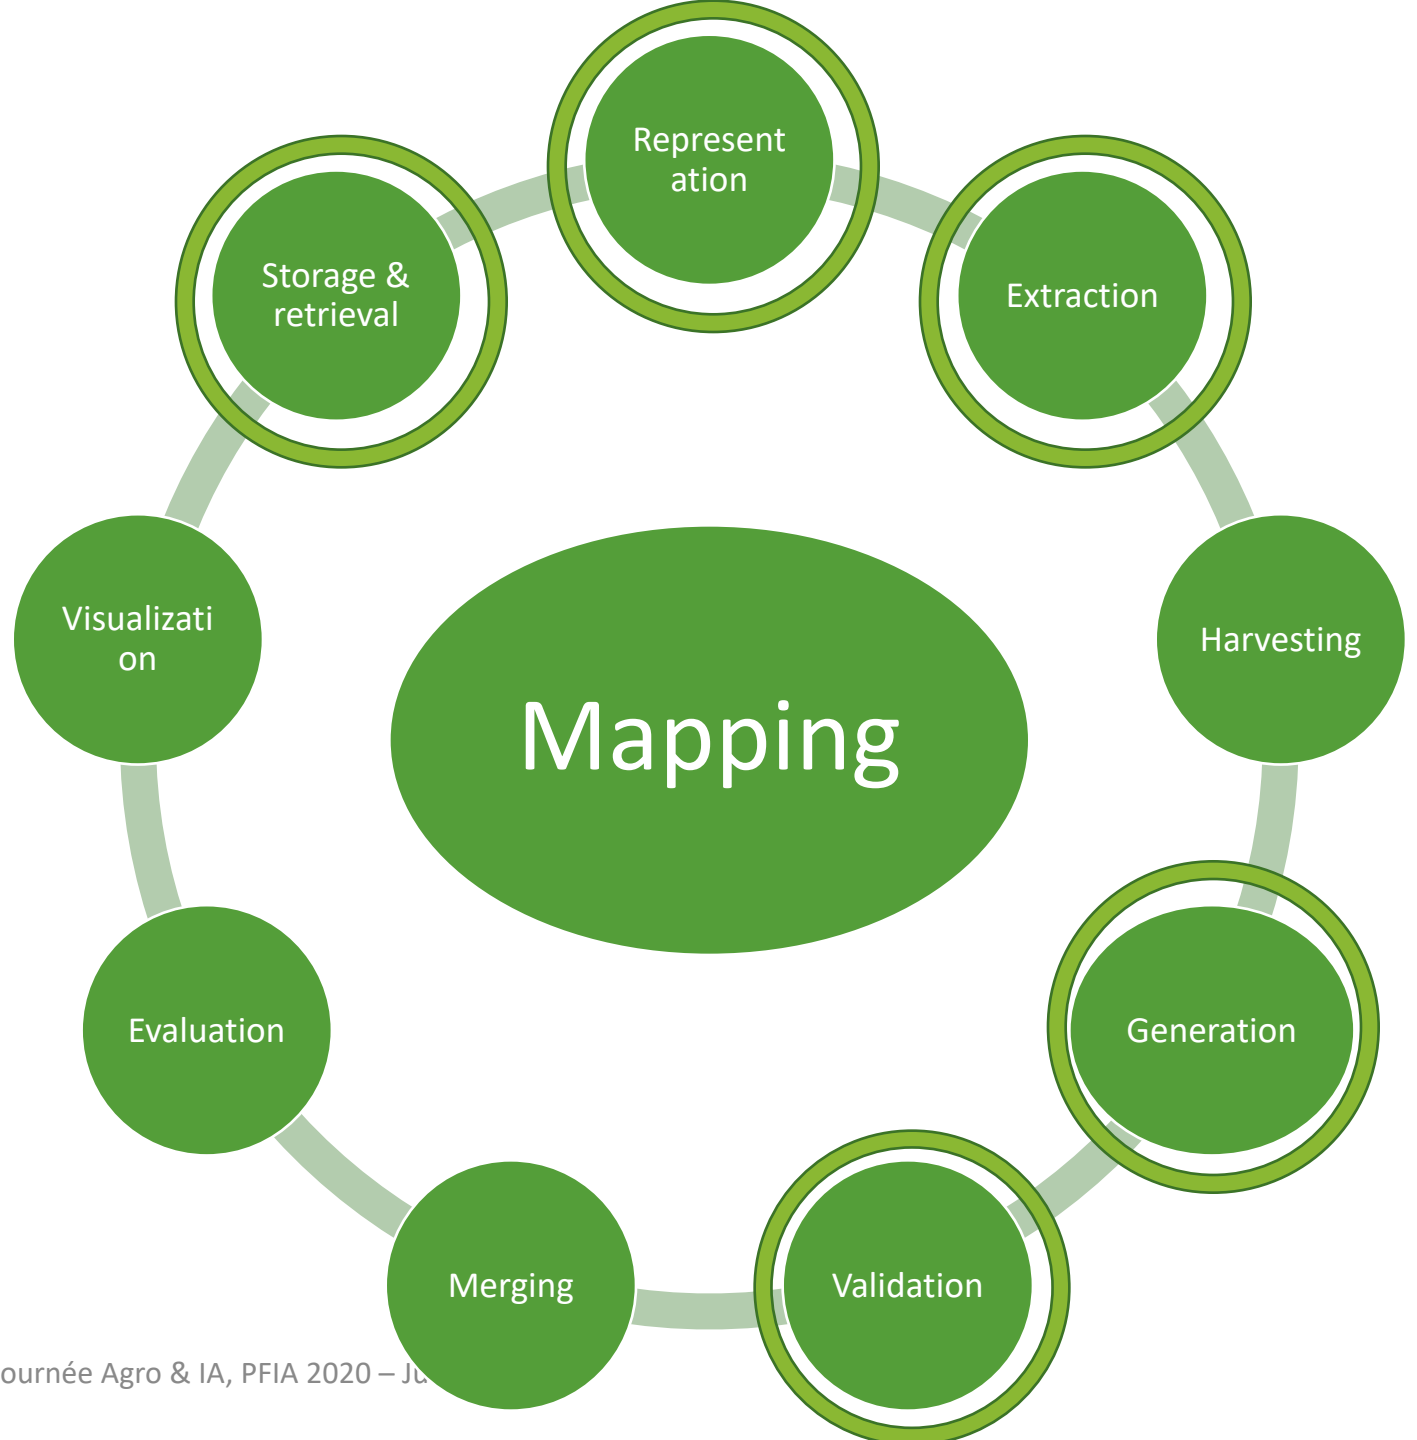 Represent
ation
Storage &
retrieval
Extraction
Visualizati
on
Harvesting
Mapping
Evaluation
Generation
Merging
Validation
ournée Agro & IA, PFIA 2020 –